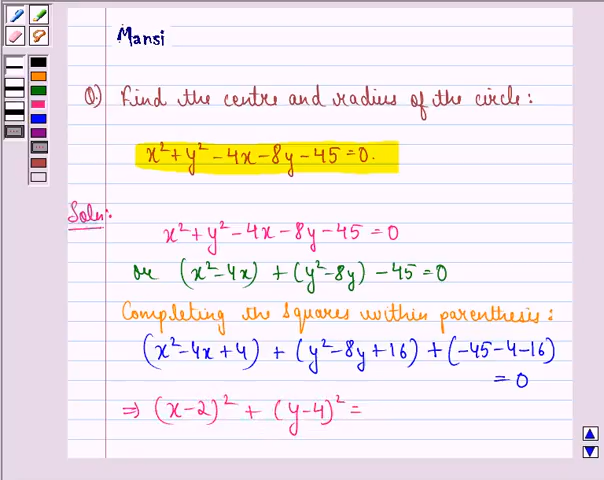 Mansi
Q.) Find the centre and radius of the circle:
x² + y² - 4x - 8y - 45 = 0.
Soln:
x² + y² - 4x - 8y - 45 = 0
or (x² - 4x) + (y² - 8y) - 45 = 0
Completing the squares within parenthesis:
(x² - 4x + 4) + (y² - 8y + 16) + (-45 - 4 - 16)
= 0
⇒ (x - 2)² + (y - 4)² =